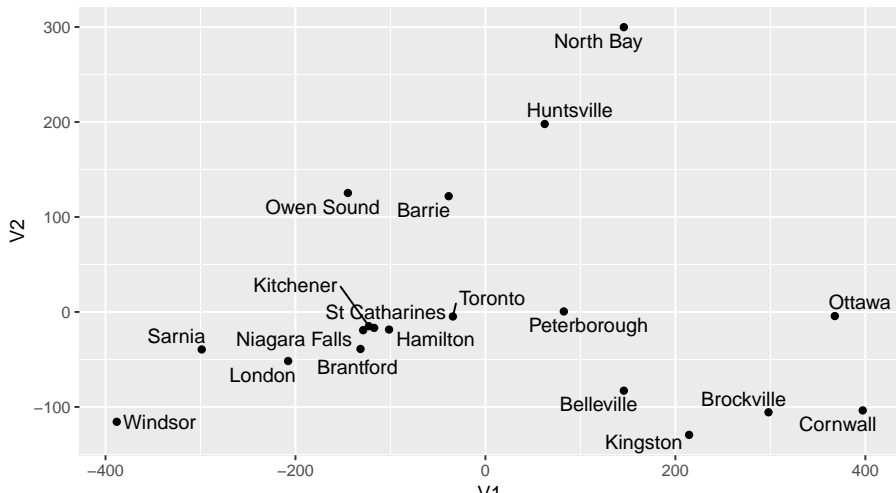 300
North Bay
Huntsville
200
Owen Sound
Barrie
100
V2
Kitchener
St Catharines
Toronto
Ottawa
0
Sarnia
Niagara Falls
Hamilton
Peterborough
London
Brantford
Belleville
Brockville
−100
Windsor
Kingston
Cornwall
−400
−200
0
200
400
V1